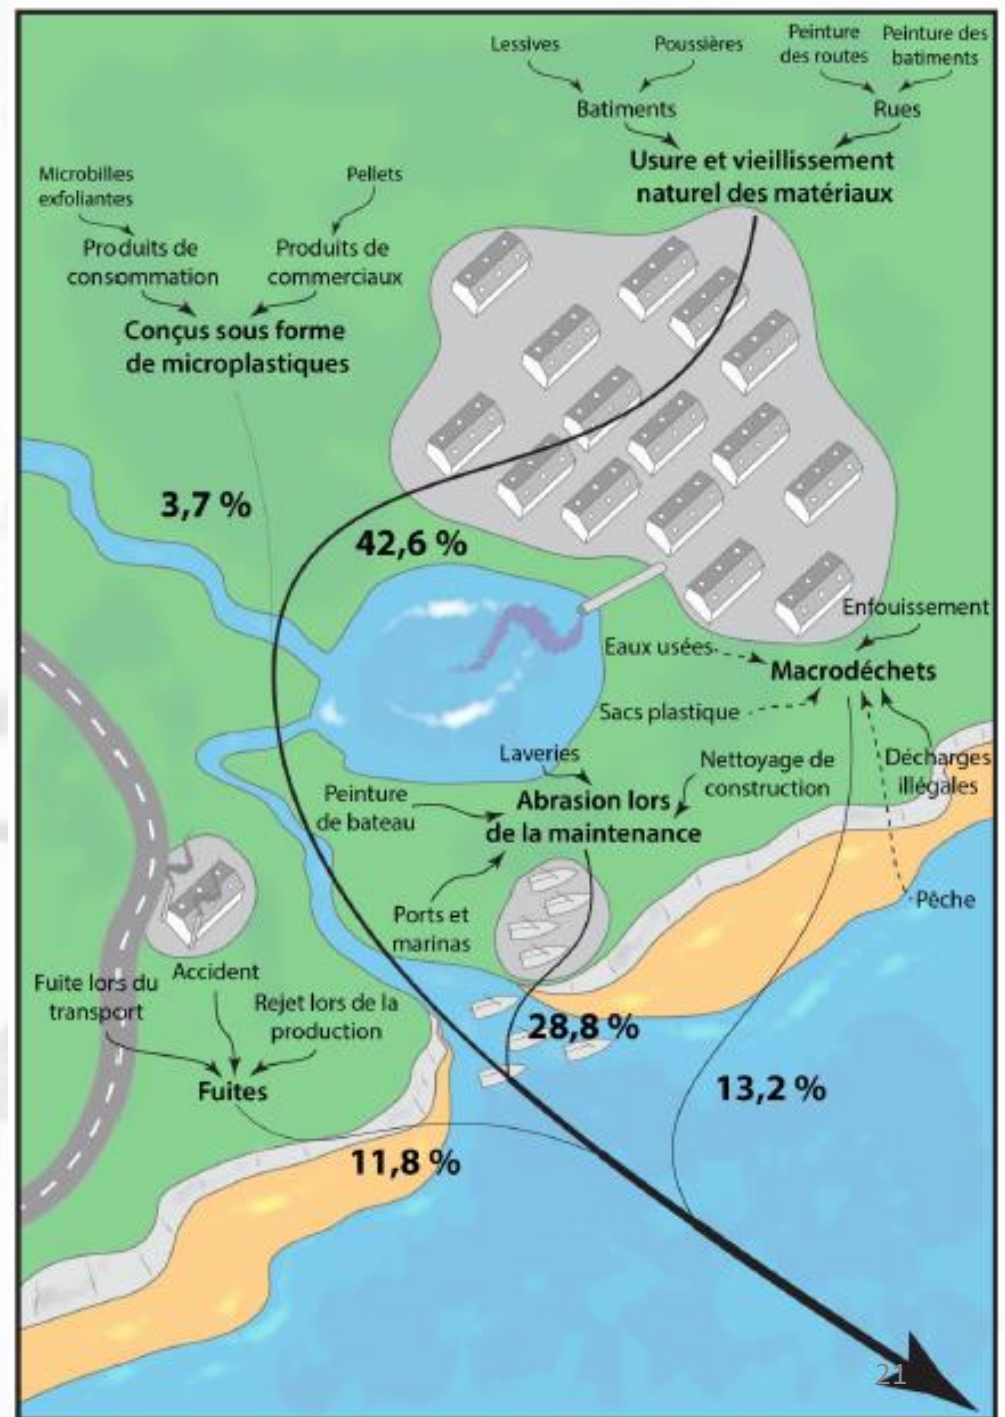 Lessives
Poussières
Peinture
des routes
Peinture des
batiments
Batiments
Rues
Usure et vieillissement
naturel des matériaux
Microbilles
exfoliantes
Pellets
Produits de
consommation
Produits de
commerciaux
Conçus sous forme
de microplastiques
3,7 %
42,6 %
Enfouissement
Eaux usées
Macrodéchets
Sacs plastique
Laveries
Nettoyage de
construction
Décharges
illégales
Peinture
de bateau
Abrasion lors
de la maintenance
Ports et
marinas
Pêche
Fuite lors du
transport
Accident
Rejet lors de la
production
28,8 %
Fuites
13,2 %
11,8 %
21